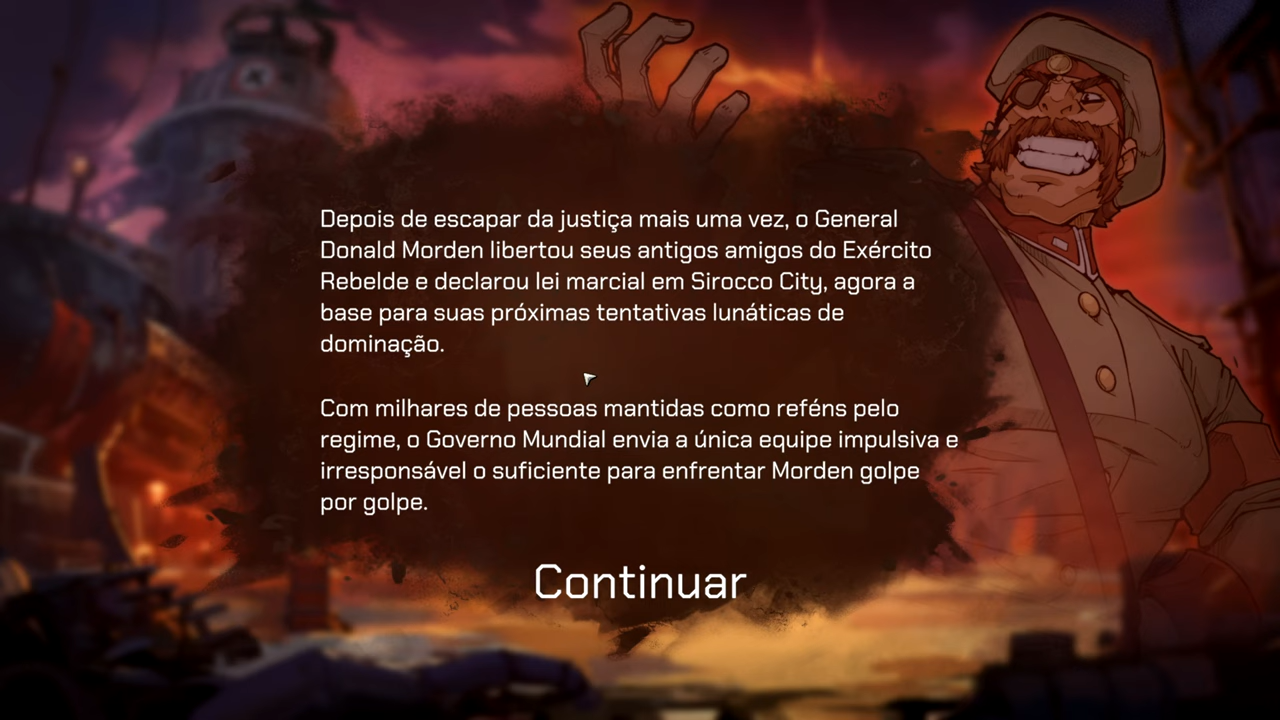 Depois de escapar da justiça mais uma vez, o General
Donald Morden libertou seus antigos amigos do Exército
Rebelde e declarou lei marcial em Sirocco City, agora a
base para suas próximas tentativas lunáticas de
dominação.
Com milhares de pessoas mantidas como reféns pelo
regime, o Governo Mundial envia a única equipe impulsiva e
irresponsável o suficiente para enfrentar Morden golpe
por golpe.
Continuar